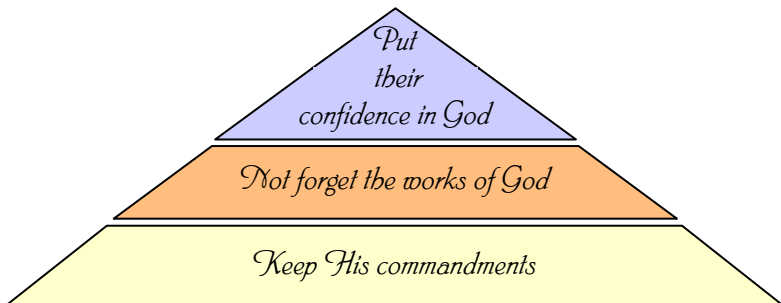 Put
their
confidence in God
Not forget the works of God
Keep His commandments